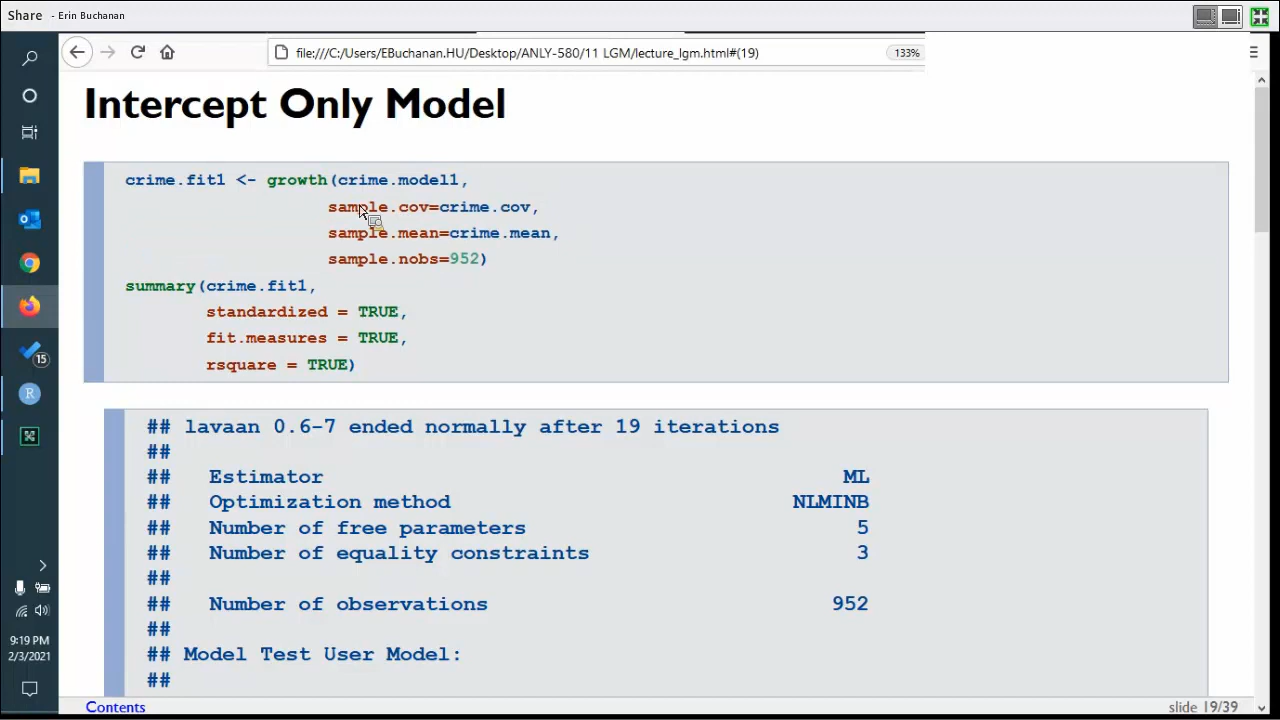 Share - Erin Buchanan
file:///C:/Users/EBuchanan.HU/Desktop/ANLY-580/11 LGM/lecture_lgm.html#(19)
133%
Intercept Only Model
crime.fit1 <- growth(crime.model1,
sample.cov=crime.cov,
sample.mean=crime.mean,
sample.nobs=952)
summary(crime.fit1,
standardized = TRUE,
fit.measures = TRUE,
rsquare = TRUE)
## lavaan 0.6-7 ended normally after 19 iterations
##
## Estimator ML
## Optimization method NLMINB
## Number of free parameters 5
## Number of equality constraints 3
##
## Number of observations 952
##
## Model Test User Model:
##
15
R
9:19 PM
2/3/2021
Contents
slide 19/39